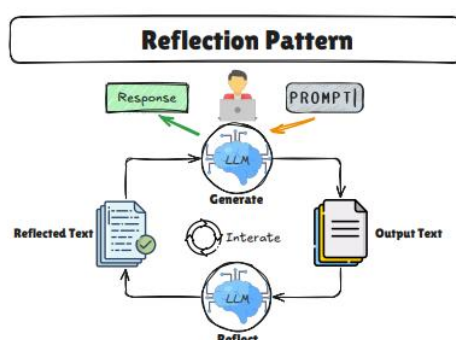 Reflection Pattern
Response
PROMPT
LLM
Generate
Reflected Text
Interate
Output Text
LLM
Reflect